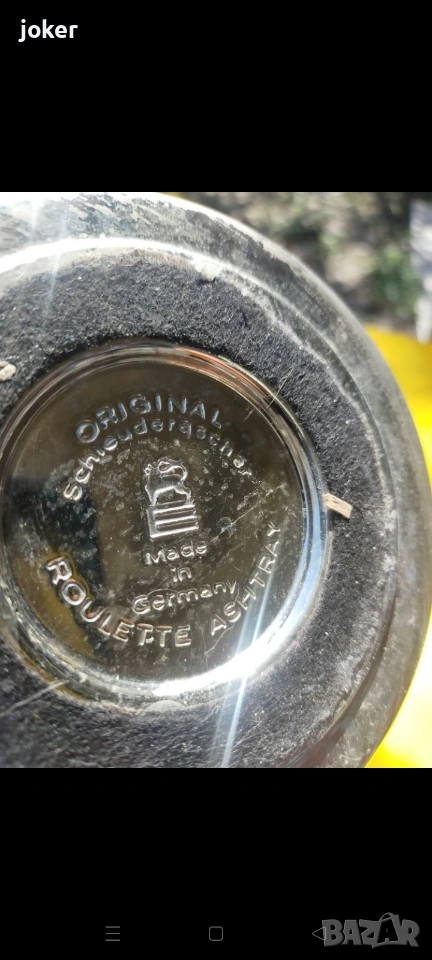 joker
ORIGINAL
Schleuderascher
Made
in
Germany
ROULETTE ASHTRAY
BAZAR